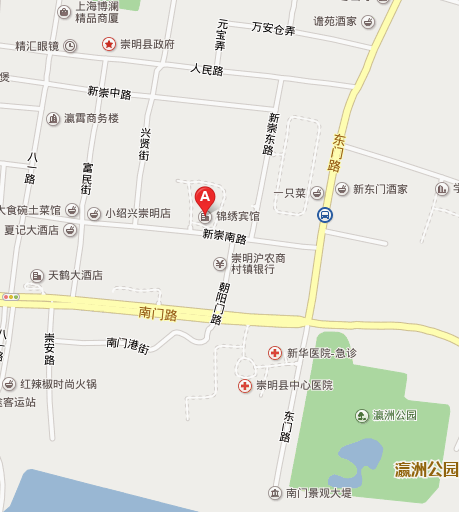 上海博澜
精品商厦
谵苑酒家
元宝弄
万安仓弄
精汇眼镜
崇明县政府
人民路
煲
新崇中路
瀛霄商务楼
兴贤街
新崇东路
东门路
八一路
富民街
A
一只菜
新东门酒家
学
大食碗土菜馆
小绍兴崇明店
锦绣宾馆
夏记大酒店
新崇南路
崇明沪农商
村镇银行
天鹤大酒店
朝阳门路
南门路
八一
崇安路
南门港街
新华医院-急诊
红辣椒时尚火锅
崇明县中心医院
客运站
东门路
瀛洲公园
瀛洲公园
南门景观大堤